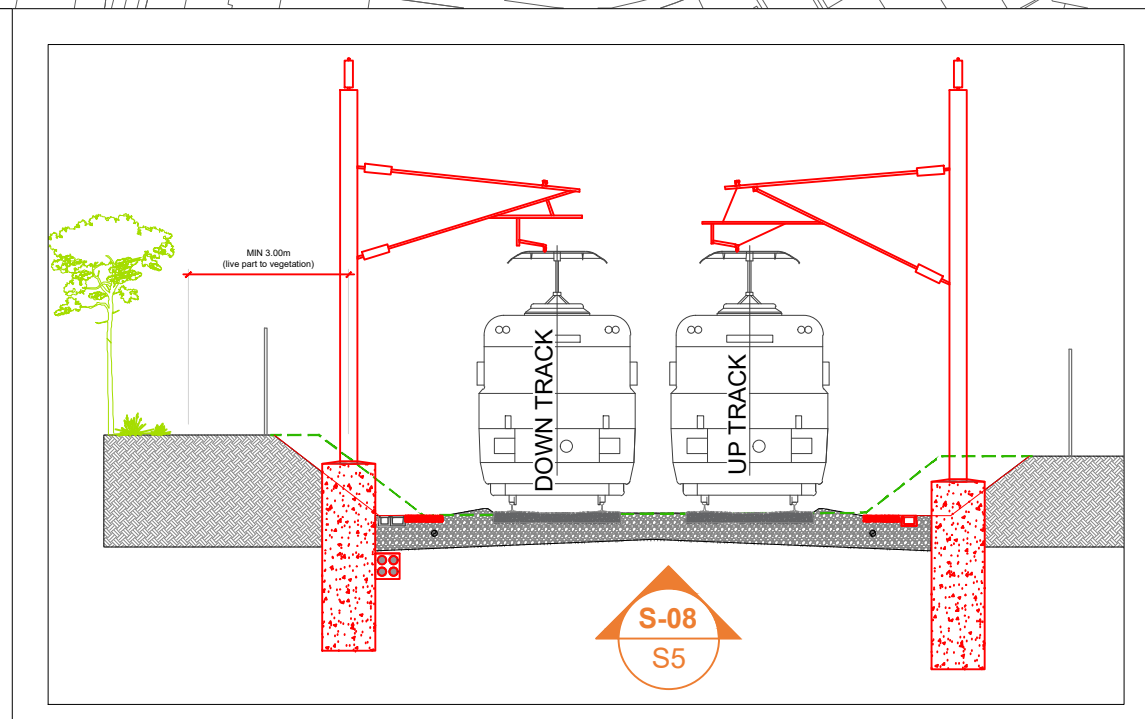 MIN 3.00m
(live part to vegetation)
DOWN TRACK
UP TRACK
S-08
S5